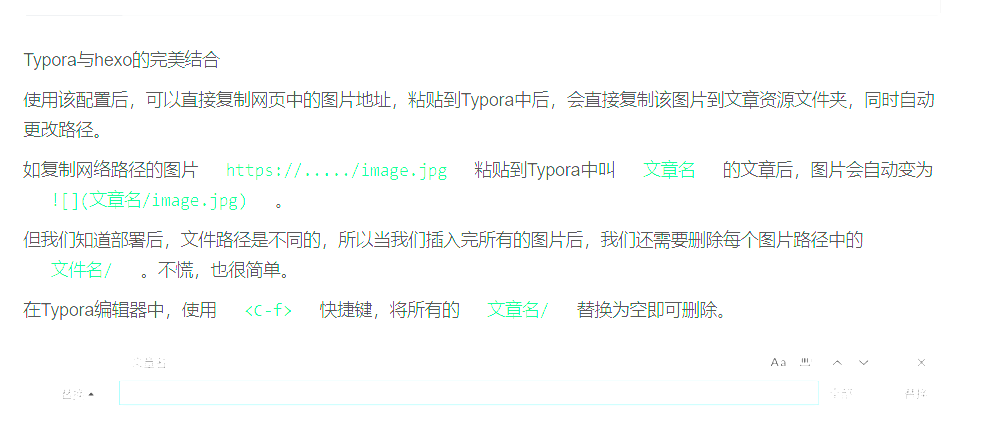 Typora与hexo的完美结合
使用该配置后，可以直接复制网页中的图片地址，粘贴到Typora中后，会直接复制该图片到文章资源文件夹，同时自动
更改路径。
如复制网络路径的图片 https://...../image.jpg 粘贴到Typora中叫 文章名 的文章后，图片会自动变为
![](文章名/image.jpg) 。
但我们知道部署后，文件路径是不同的，所以当我们插入完所有的图片后，我们还需要删除每个图片路径中的
文件名/ 。不慌，也很简单。
在Typora编辑器中，使用 <C-f> 快捷键，将所有的 文章名/ 替换为空即可删除。
Aa
替换 替换